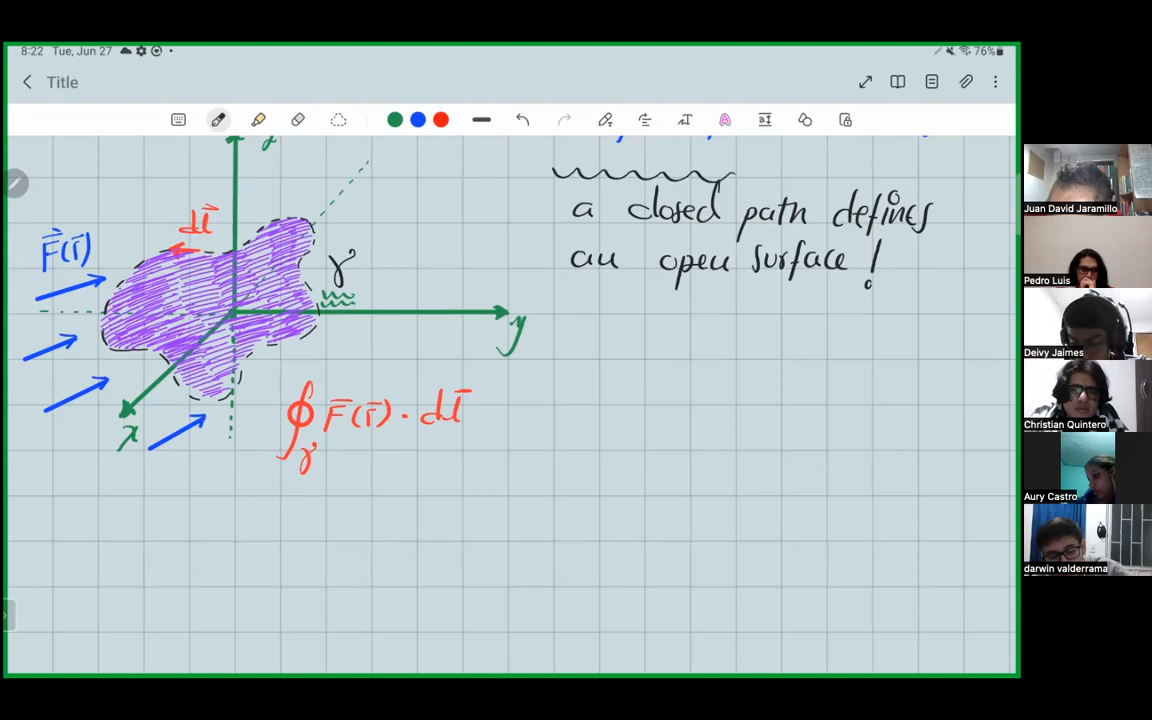 8:22 Tue, Jun 27
76%
Title
a closed path defines
an open surface!
dl⃗
F⃗(r⃗)
γ
y
x
∮γ F̄(r̄) · dl̄
Juan David Jaramillo
Pedro Luis
Deivy Jaimes
Christian Quintero
Aury Castro
darwin valderrama